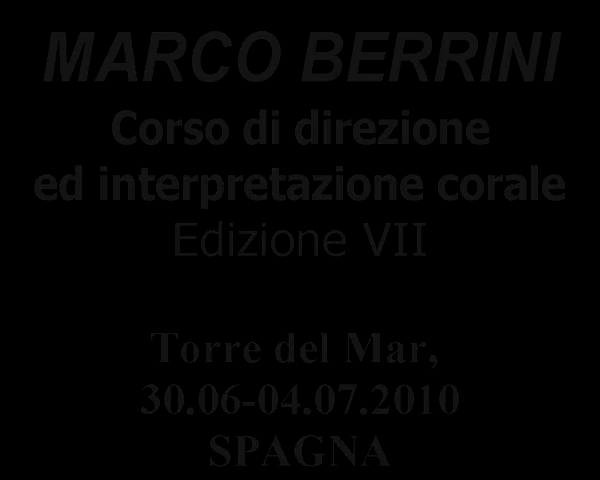 MARCO BERRINI
Corso di direzione
ed interpretazione corale
Edizione VII
Torre del Mar,
30.06-04.07.2010
SPAGNA